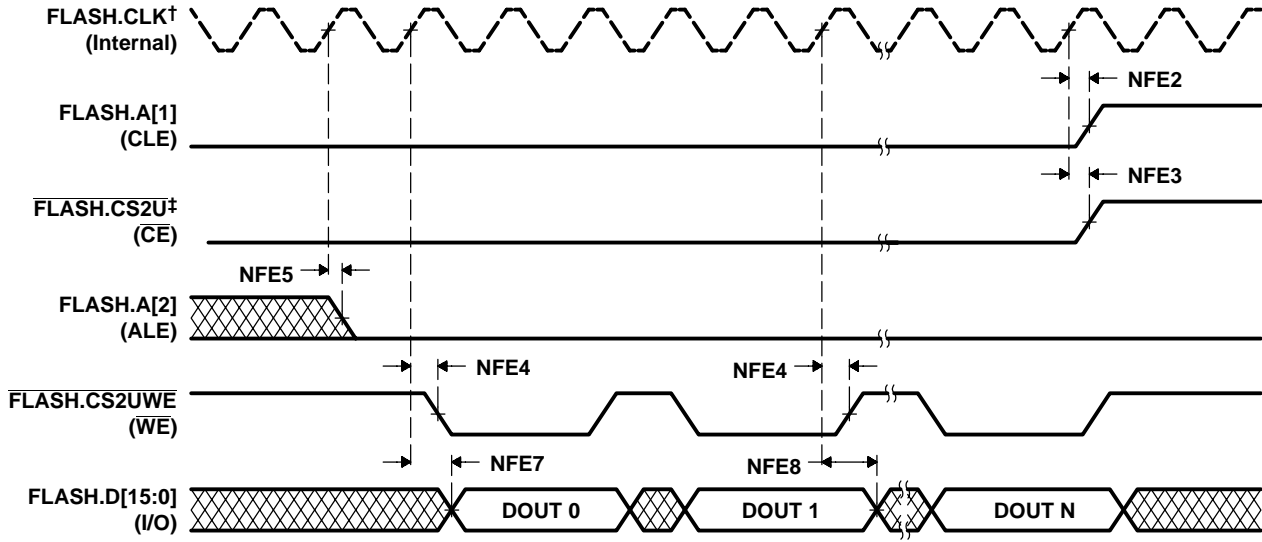 FLASH.CLK†
(Internal)
NFE2
FLASH.A[1]
(CLE)
NFE3
FLASH.CS2U‡
(CE)
NFE5
FLASH.A[2]
(ALE)
NFE4
NFE4
FLASH.CS2UWE
(WE)
NFE7
NFE8
FLASH.D[15:0]
(I/O)
DOUT 0
DOUT 1
DOUT N